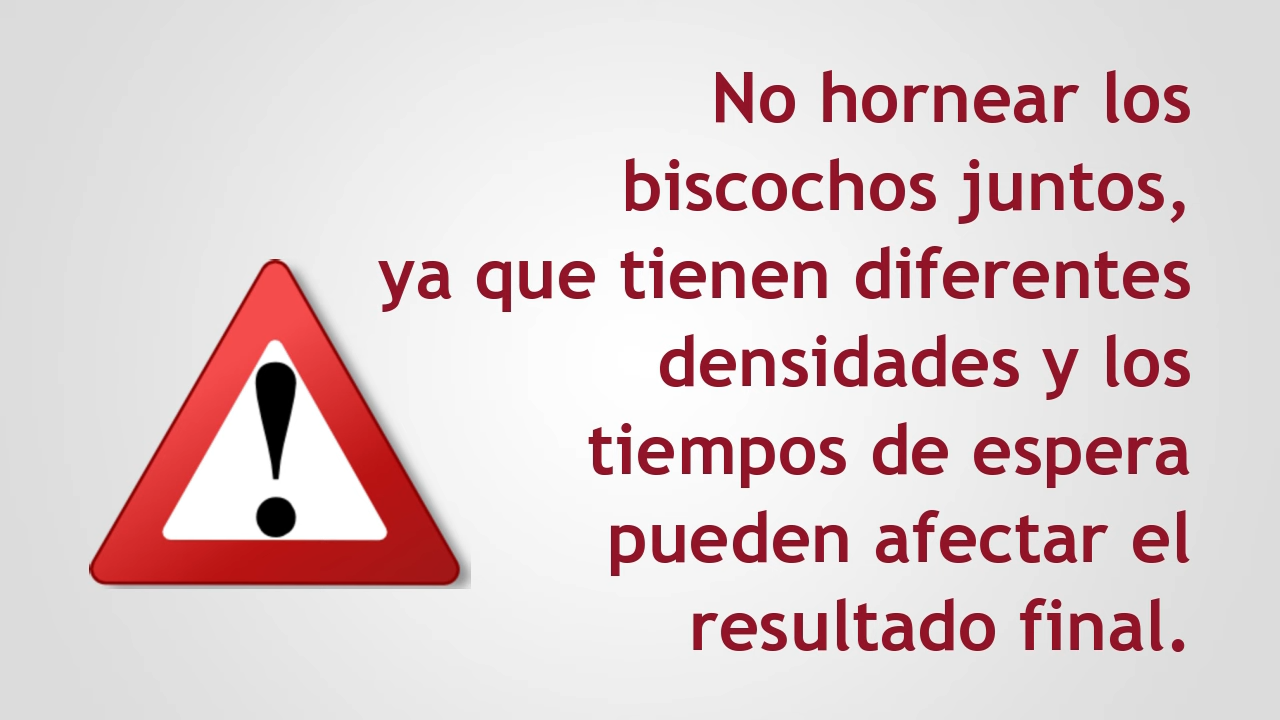 No hornear los
biscochos juntos,
ya que tienen diferentes
densidades y los
tiempos de espera
pueden afectar el
resultado final.